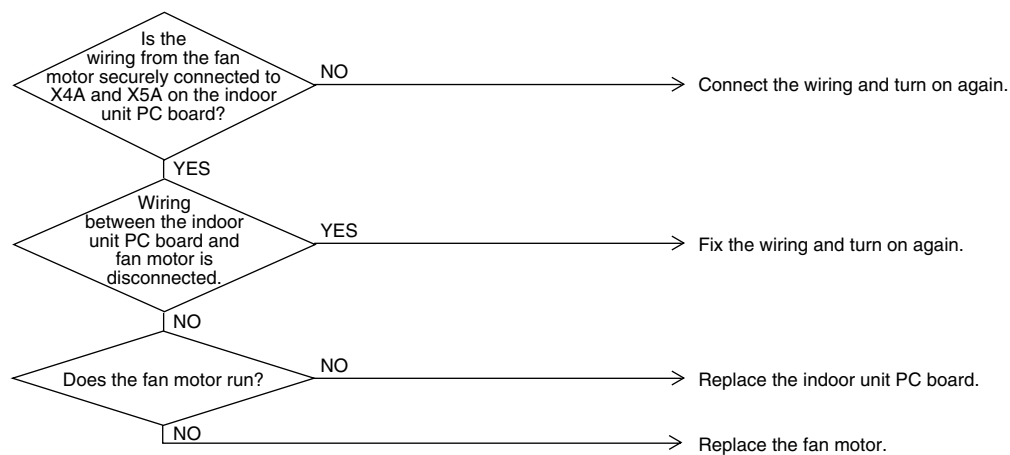 Is the
wiring from the fan
motor securely connected to
X4A and X5A on the indoor
unit PC board?
NO
Connect the wiring and turn on again.
YES
Wiring
between the indoor
unit PC board and
fan motor is
disconnected.
YES
Fix the wiring and turn on again.
NO
Does the fan motor run?
NO
Replace the indoor unit PC board.
NO
Replace the fan motor.